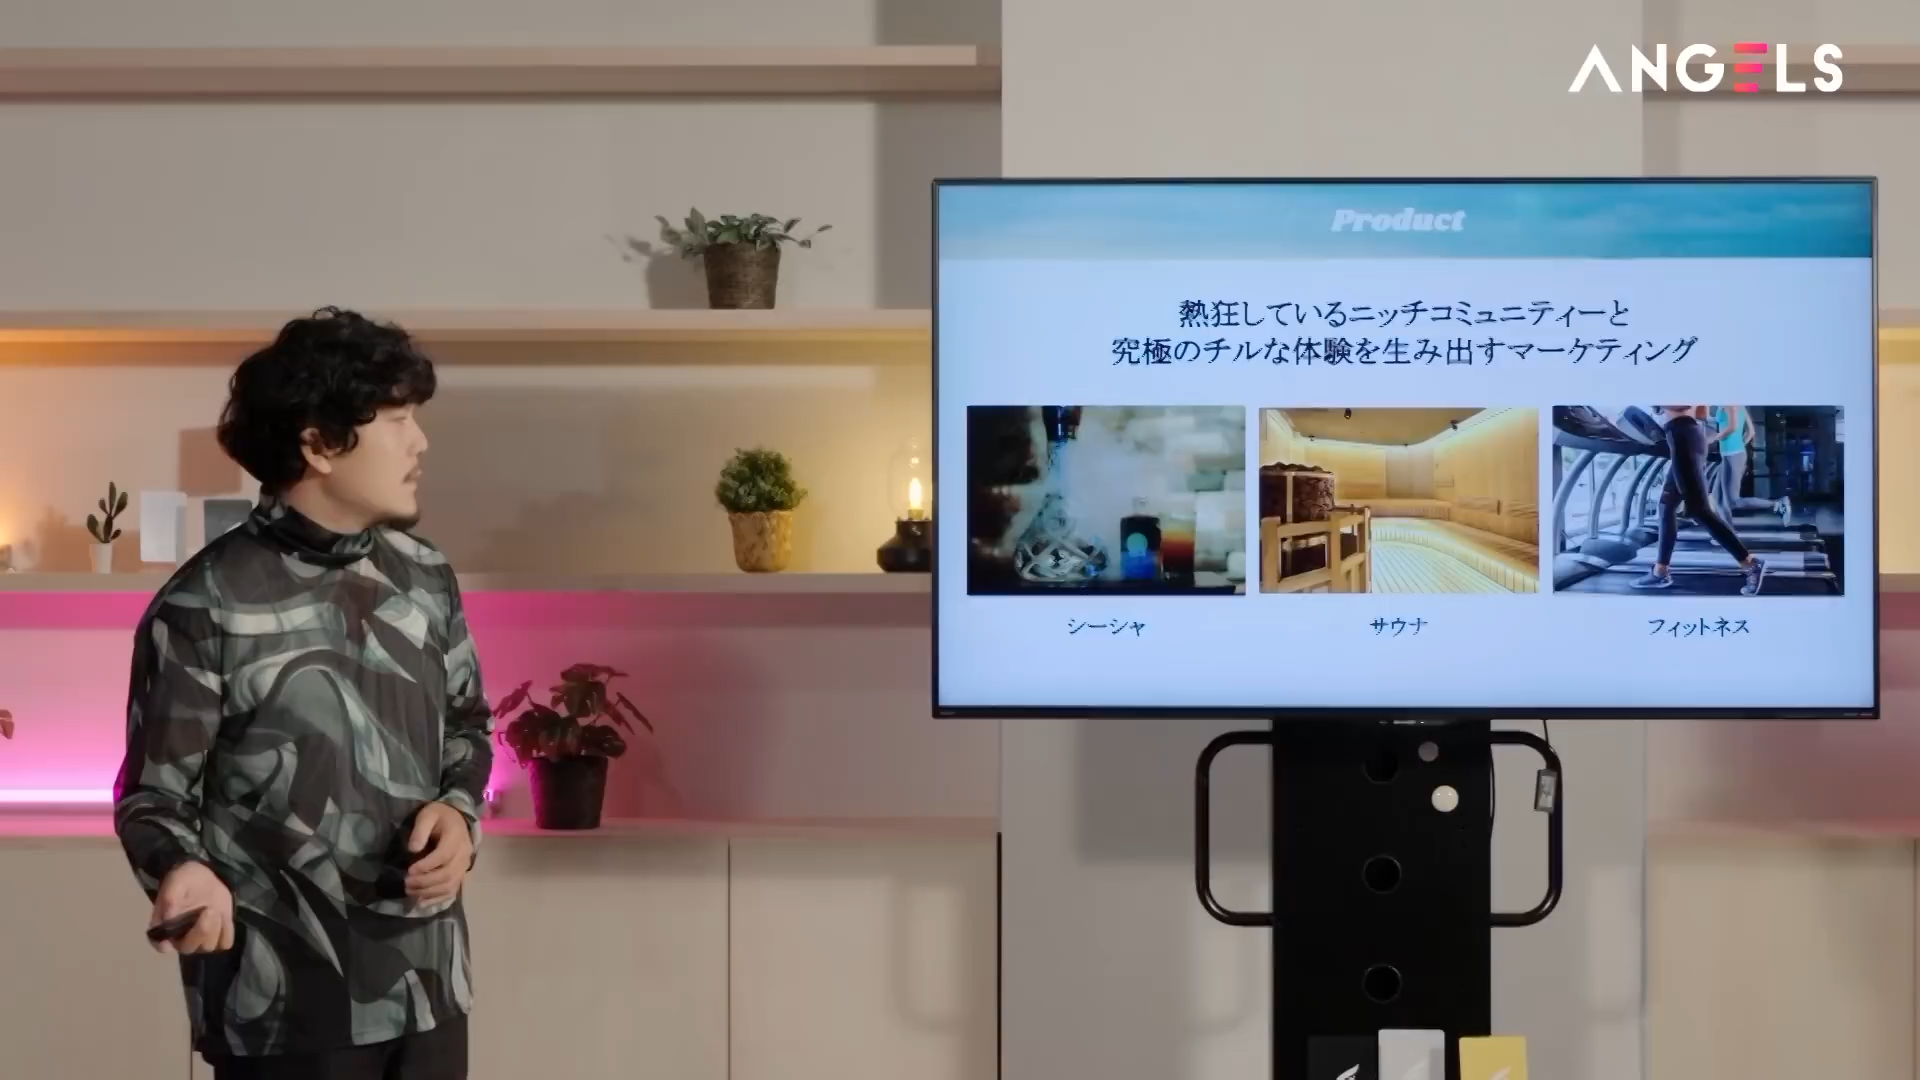 ANGELS
Product
熱狂しているニッチコミュニティーと
究極のチルな体験を生み出すマーケティング
シーシャ
サウナ
フィットネス